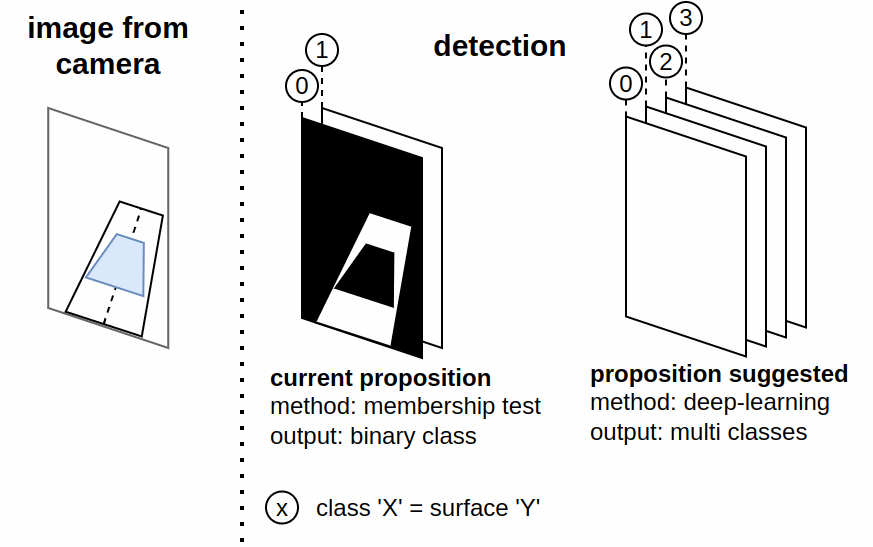 image from
camera
detection
0
1
0
1
2
3
current proposition
method: membership test
output: binary class
proposition suggested
method: deep-learning
output: multi classes
x class 'X' = surface 'Y'